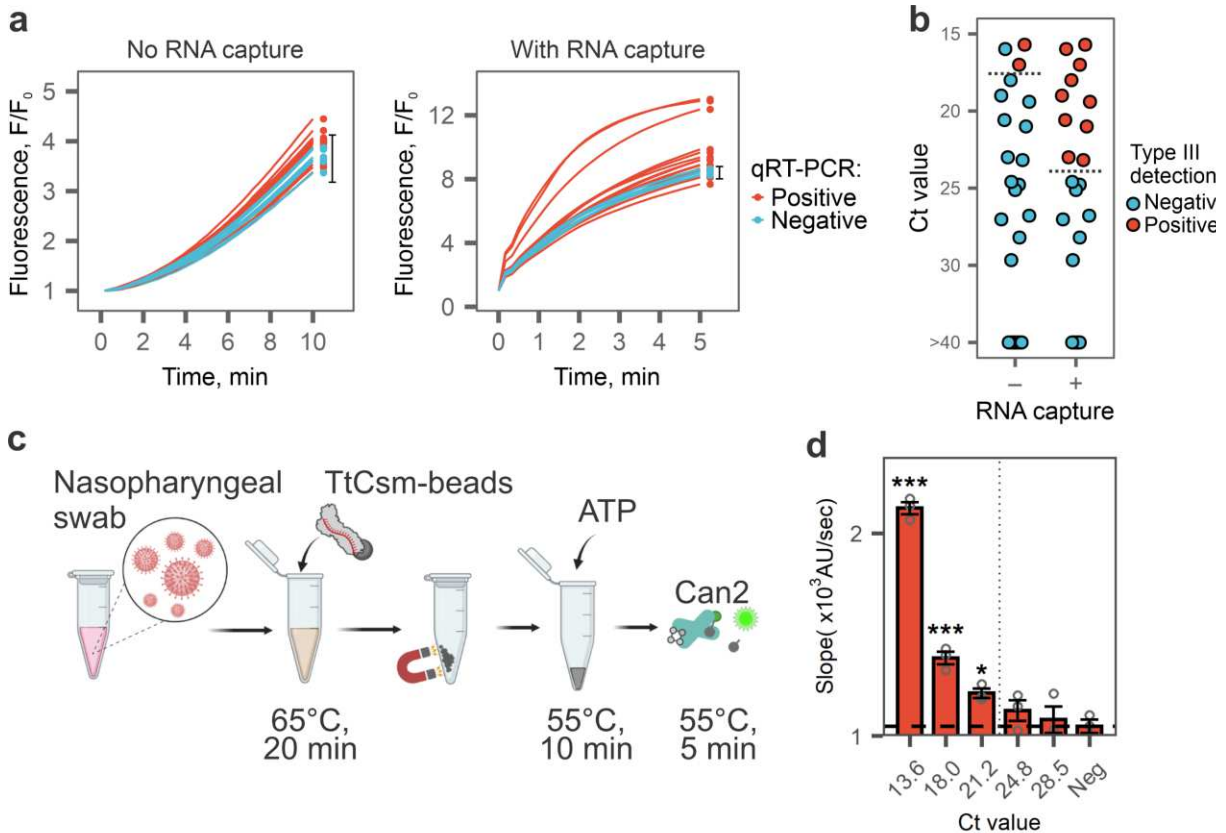 a
No RNA capture
Fluorescence, F/F0
5
4
3
2
1
0 2 4 6 8 10
Time, min
With RNA capture
Fluorescence, F/F0
12
8
4
0
0 1 2 3 4 5
Time, min
qRT-PCR:
Positive
Negative
b
Ct value
15
20
25
30
>40
– +
RNA capture
Type III
detection
Negativ
Positive
c
Nasopharyngeal
swab
TtCsm-beads
ATP
Can2
65°C,
20 min
55°C,
10 min
55°C,
5 min
d
Slope( x10³AU/sec)
2
1
***
***
*
13.6 18.0 21.2 24.8 28.5 Neg
Ct value